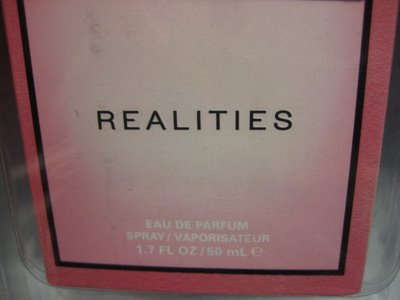 REALITIES
EAU DE PARFUM
SPRAY/VAPORISATEUR
1.7 FL OZ/50 mL ℮